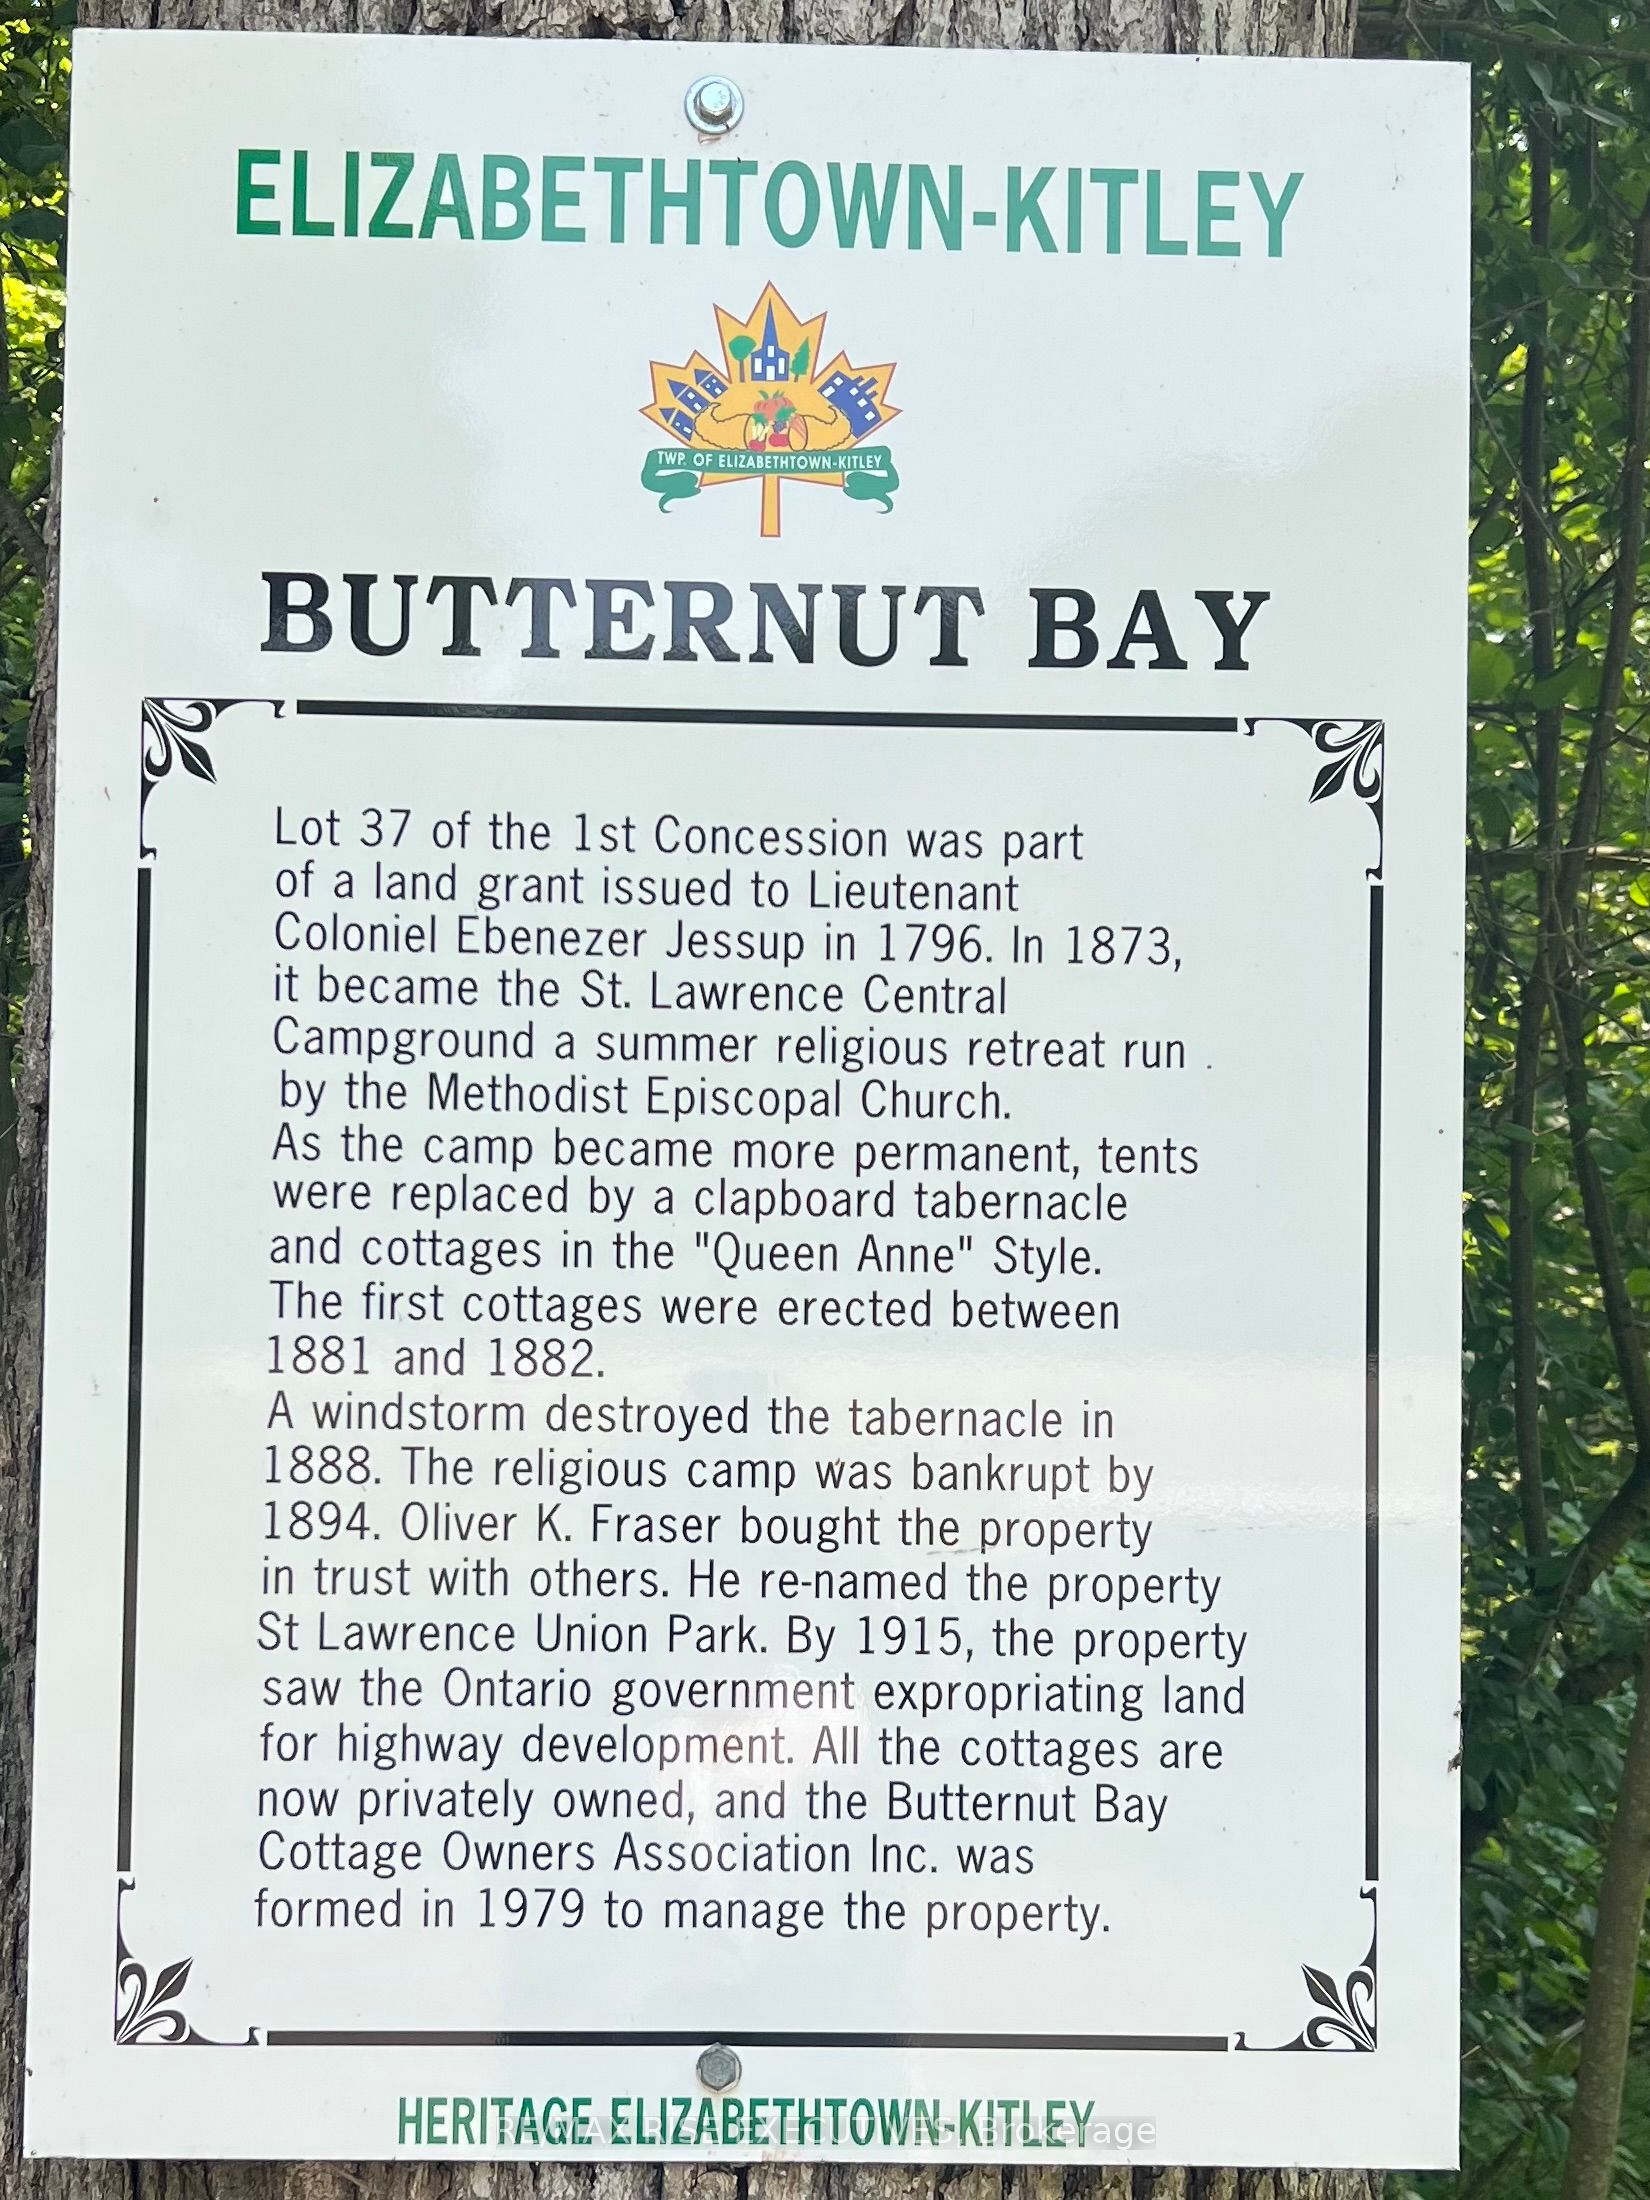 ELIZABETHTOWN-KITLEY
TWP. OF ELIZABETHTOWN-KITLEY
BUTTERNUT BAY
Lot 37 of the 1st Concession was part
of a land grant issued to Lieutenant
Coloniel Ebenezer Jessup in 1796. In 1873,
it became the St. Lawrence Central
Campground a summer religious retreat run .
by the Methodist Episcopal Church.
As the camp became more permanent, tents
were replaced by a clapboard tabernacle
and cottages in the "Queen Anne" Style.
The first cottages were erected between
1881 and 1882.
A windstorm destroyed the tabernacle in
1888. The religious camp was bankrupt by
1894. Oliver K. Fraser bought the property
in trust with others. He re-named the property
St Lawrence Union Park. By 1915, the property
saw the Ontario government expropriating land
for highway development. All the cottages are
now privately owned, and the Butternut Bay
Cottage Owners Association Inc. was
formed in 1979 to manage the property.
HERITAGE ELIZABETHTOWN-KITLEY
RE/MAX RISE EXECUTIVES, Brokerage